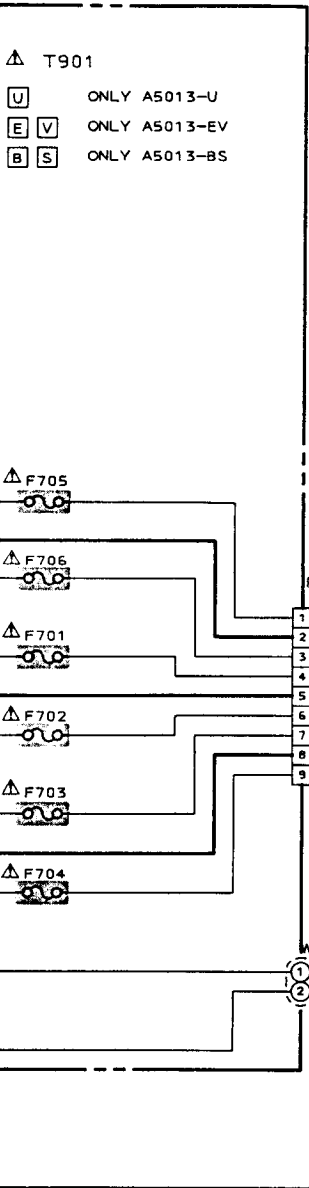 ⚠ T901
U ONLY A5013-U
E V ONLY A5013-EV
B S ONLY A5013-BS
⚠ F705
⚠ F706
1
2
⚠ F701
3
4
5
⚠ F702
6
7
8
⚠ F703
9
⚠ F704
1
2